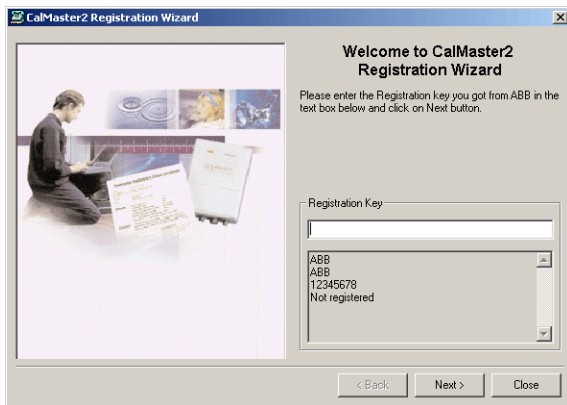 CalMaster2 Registration Wizard
Welcome to CalMaster2
Registration Wizard
Please enter the Registration key you got from ABB in the
text box below and click on Next button.
Registration Key
ABB
ABB
12345678
Not registered
< Back
Next >
Close